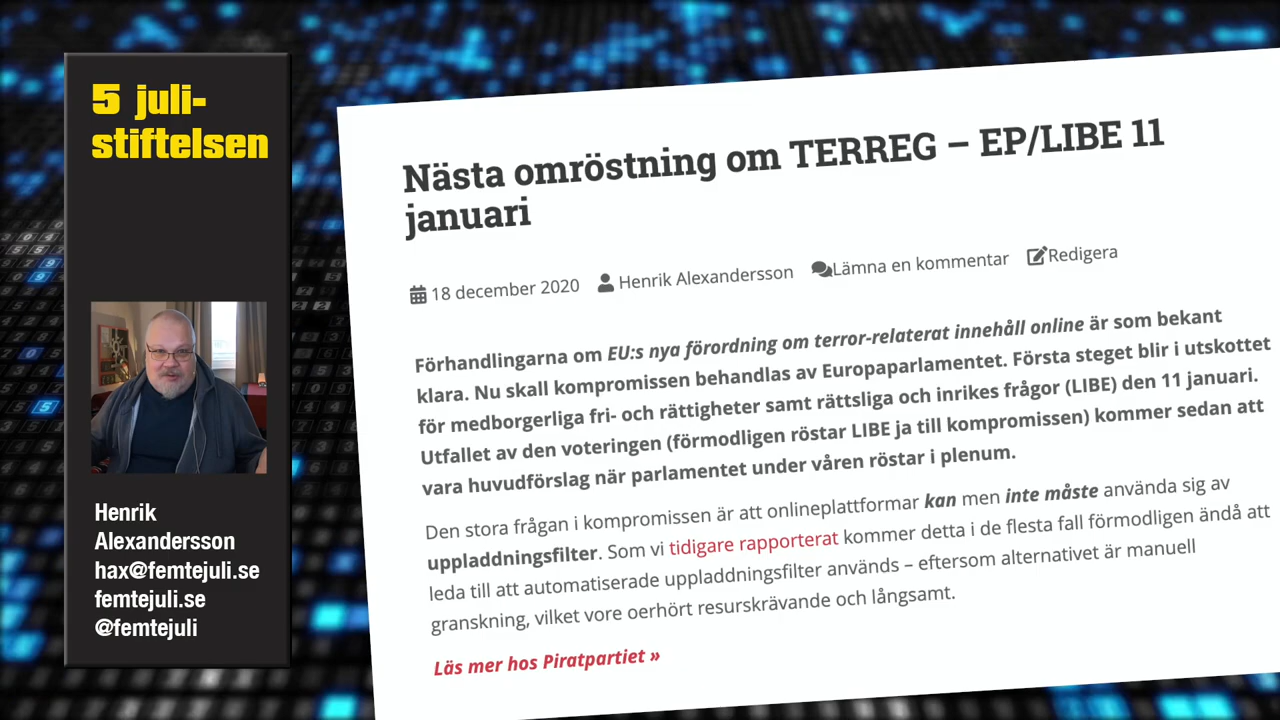 5 juli-
stiftelsen
Henrik
Alexandersson
hax@femtejuli.se
femtejuli.se
@femtejuli
Nästa omröstning om TERREG – EP/LIBE 11
januari
18 december 2020 Henrik Alexandersson Lämna en kommentar Redigera
Förhandlingarna om EU:s nya förordning om terror-relaterat innehåll online är som bekant
klara. Nu skall kompromissen behandlas av Europaparlamentet. Första steget blir i utskottet
för medborgerliga fri- och rättigheter samt rättsliga och inrikes frågor (LIBE) den 11 januari.
Utfallet av den voteringen (förmodligen röstar LIBE ja till kompromissen) kommer sedan att
vara huvudförslag när parlamentet under våren röstar i plenum.
Den stora frågan i kompromissen är att onlineplattformar kan men inte måste använda sig av
uppladdningsfilter. Som vi tidigare rapporterat kommer detta i de flesta fall förmodligen ändå att
leda till att automatiserade uppladdningsfilter används – eftersom alternativet är manuell
granskning, vilket vore oerhört resurskrävande och långsamt.
Läs mer hos Piratpartiet »